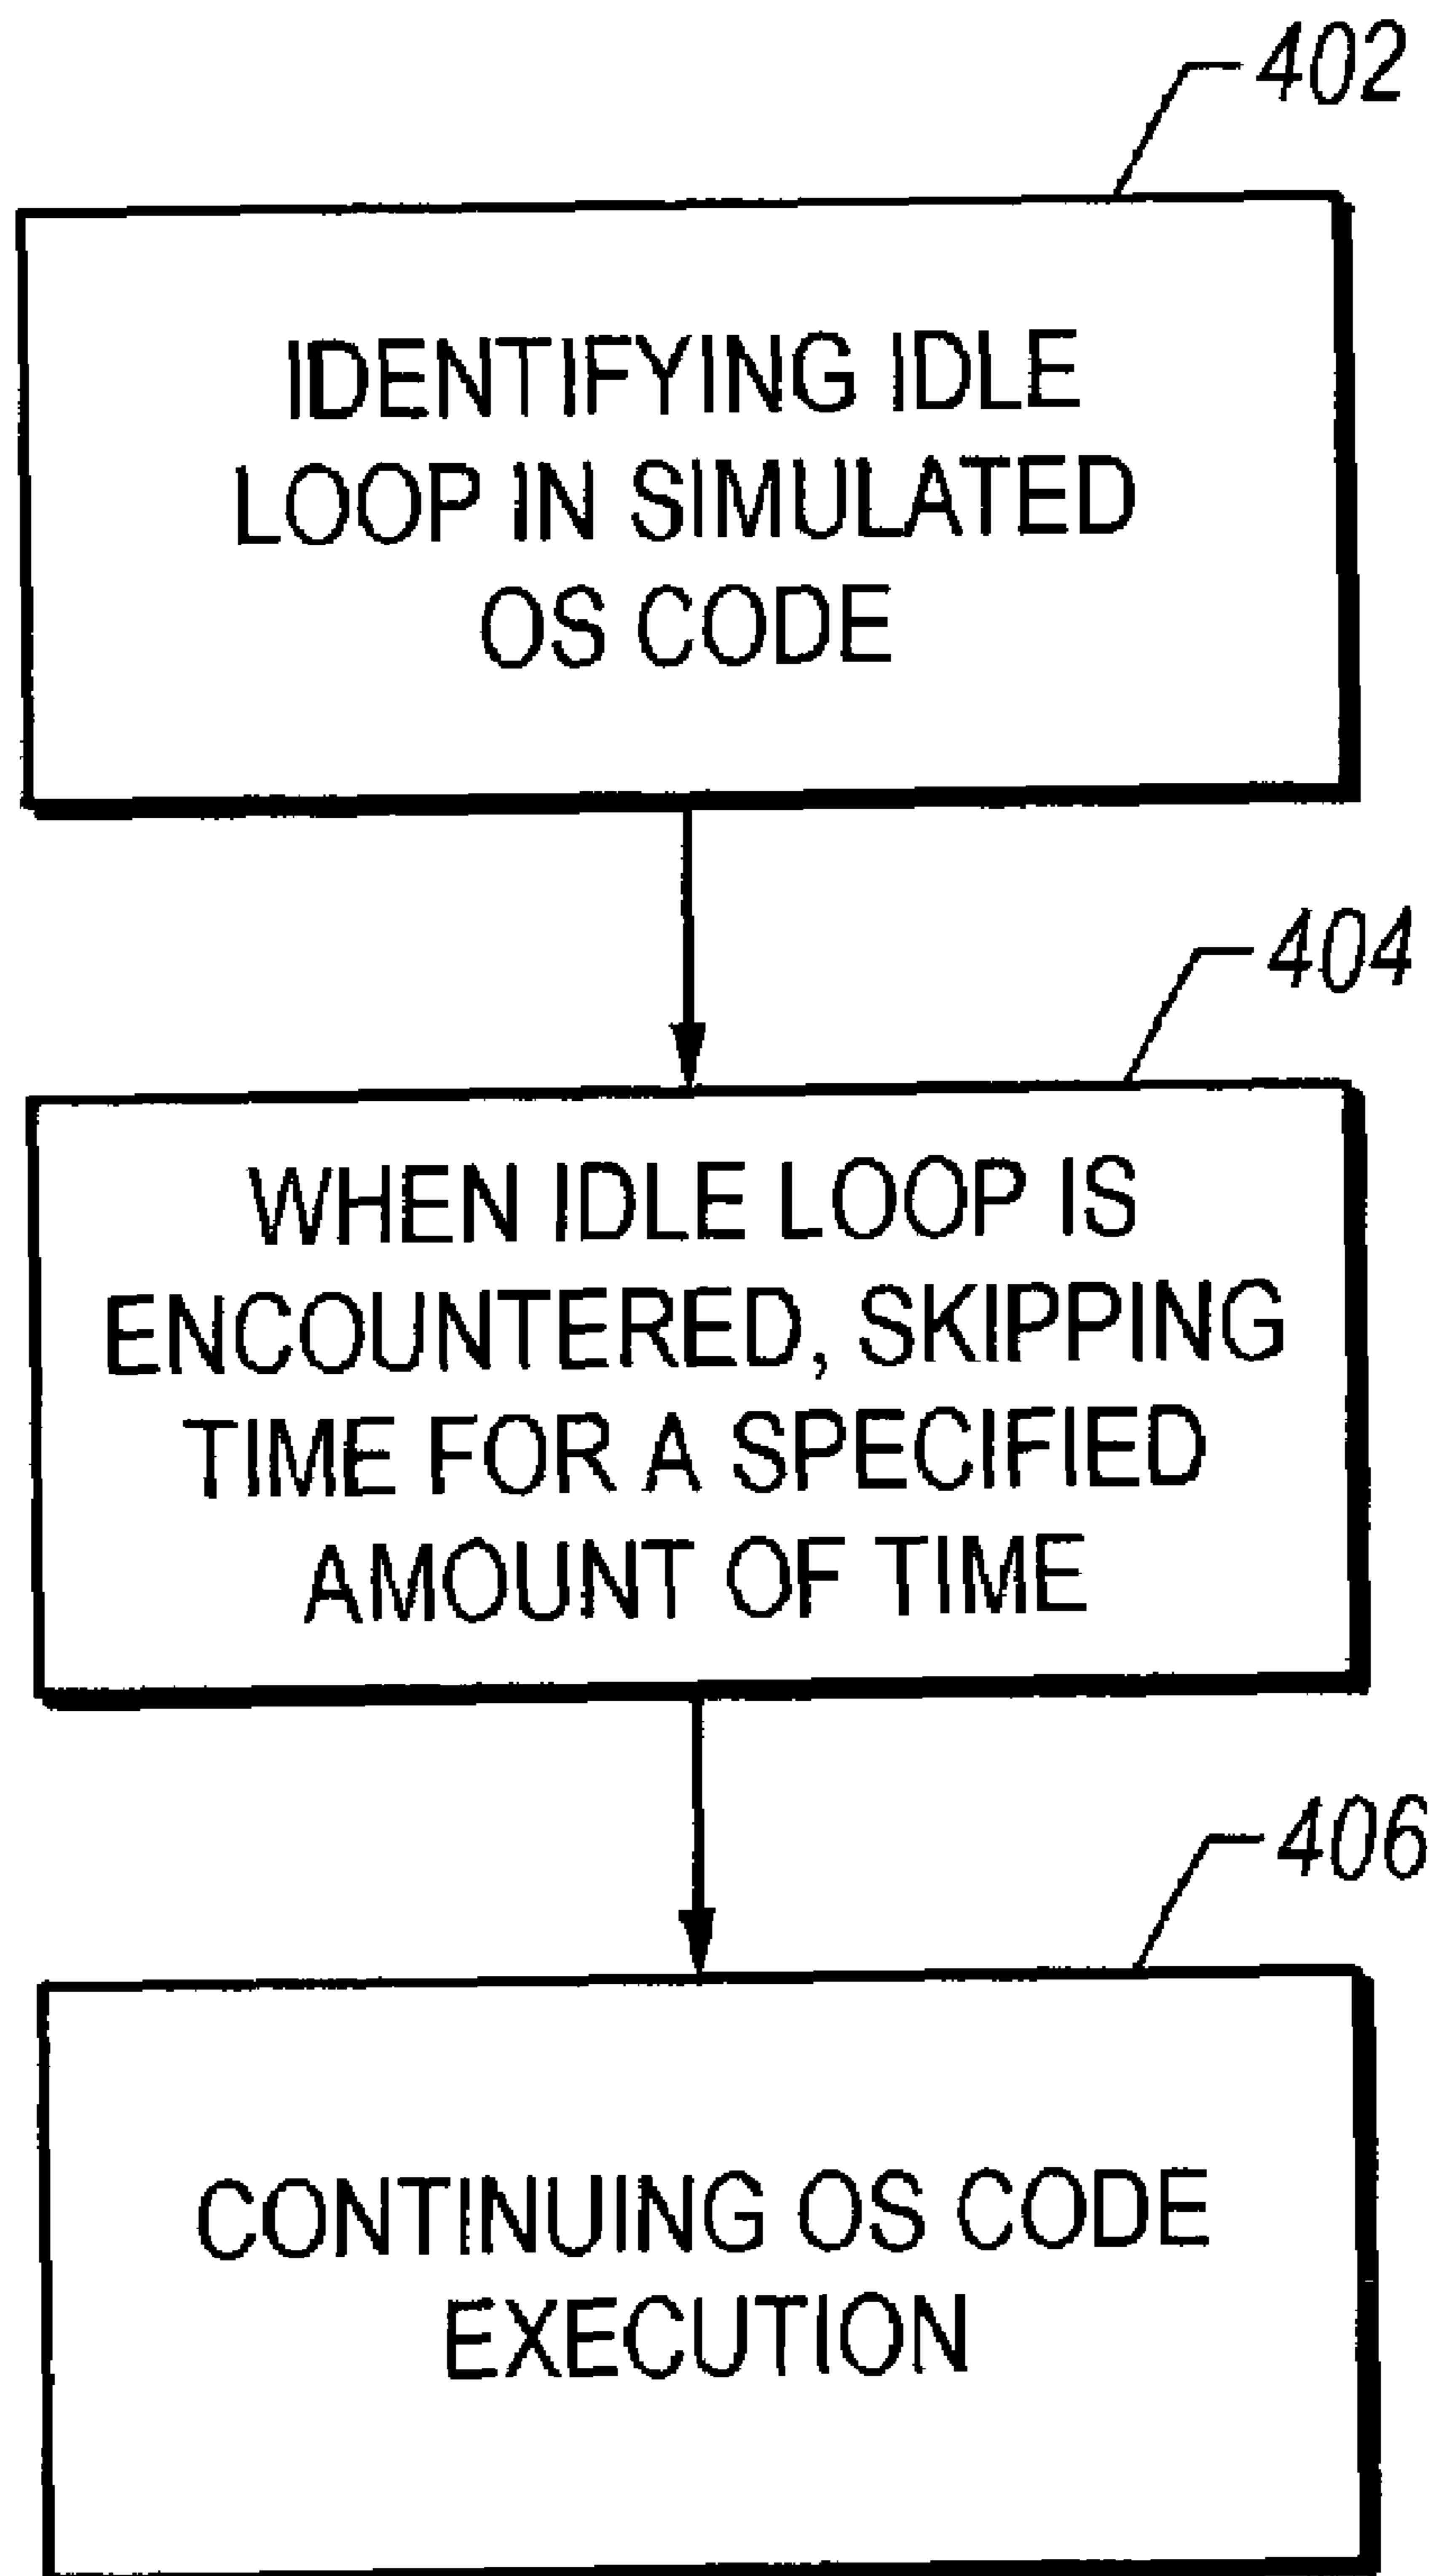 402
IDENTIFYING IDLE
LOOP IN SIMULATED
OS CODE
404
WHEN IDLE LOOP IS
ENCOUNTERED, SKIPPING
TIME FOR A SPECIFIED
AMOUNT OF TIME
406
CONTINUING OS CODE
EXECUTION